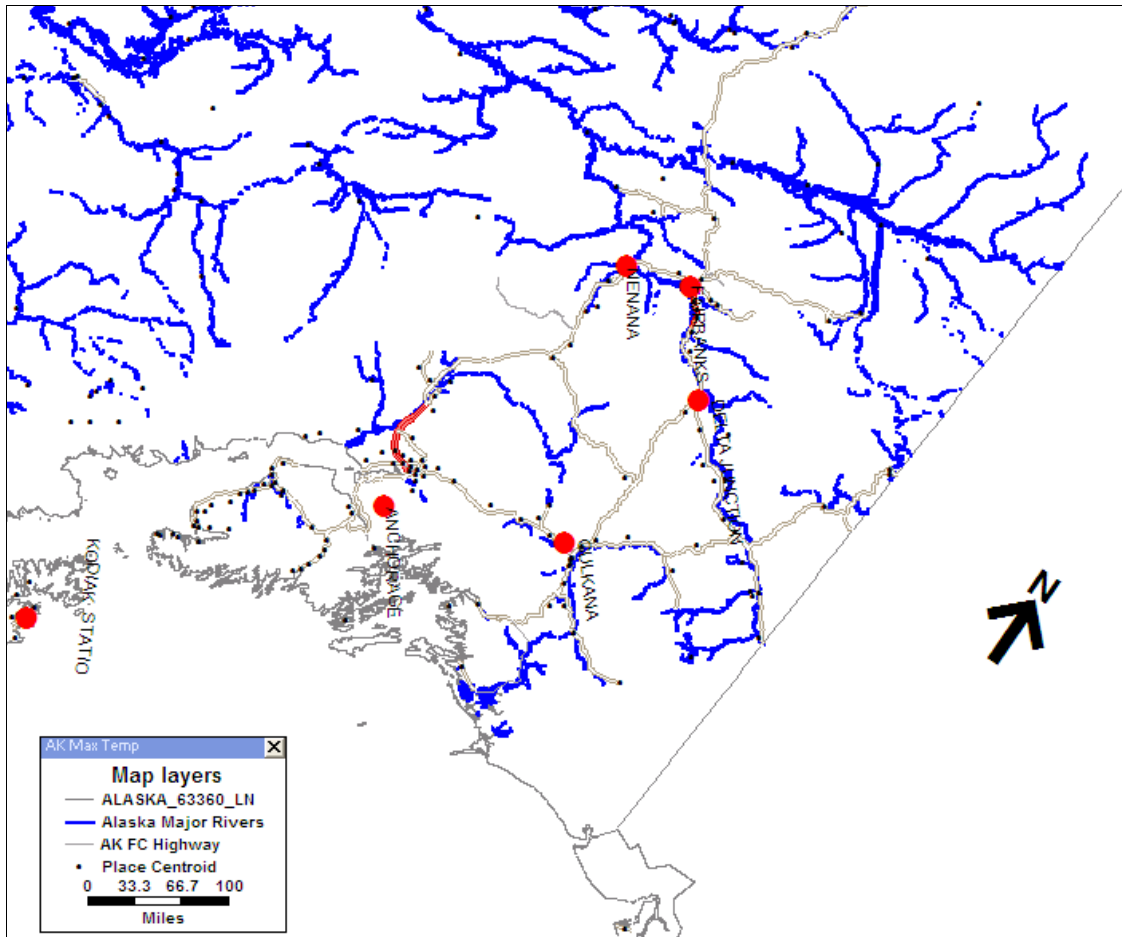 NENANA
FAIRBANKS
DELTA JUNCTION
ANCHORAGE
GULKANA
KODIAK STATIO
N
AK Max Temp
Map layers
ALASKA_63360_LN
Alaska Major Rivers
AK FC Highway
Place Centroid
0 33.3 66.7 100
Miles